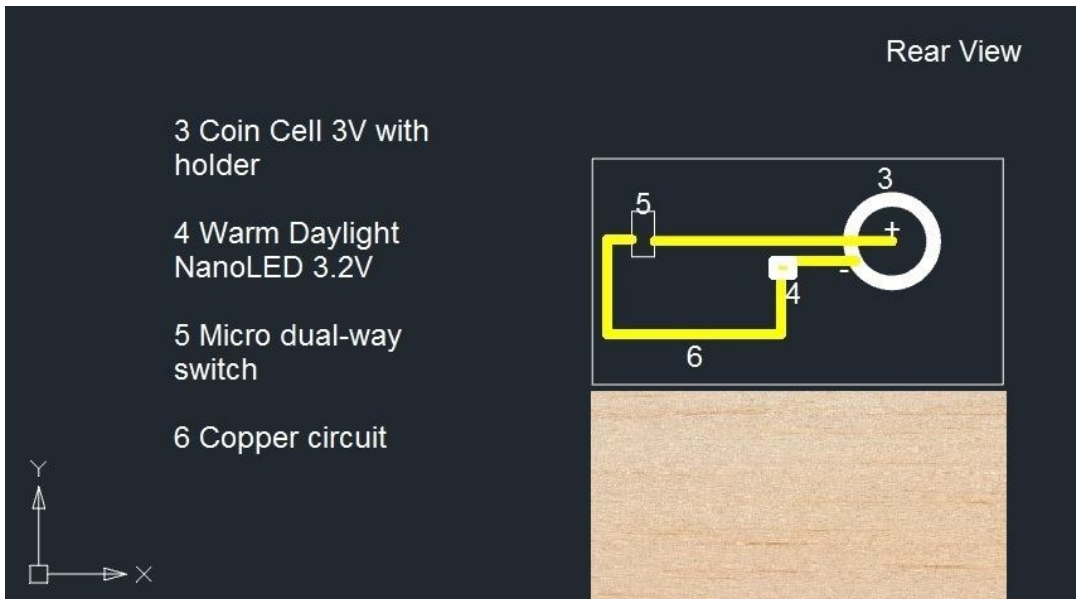 Rear View
3 Coin Cell 3V with
holder
4 Warm Daylight
NanoLED 3.2V
5 Micro dual-way
switch
6 Copper circuit
3
5
+
-
4
6
Y
X